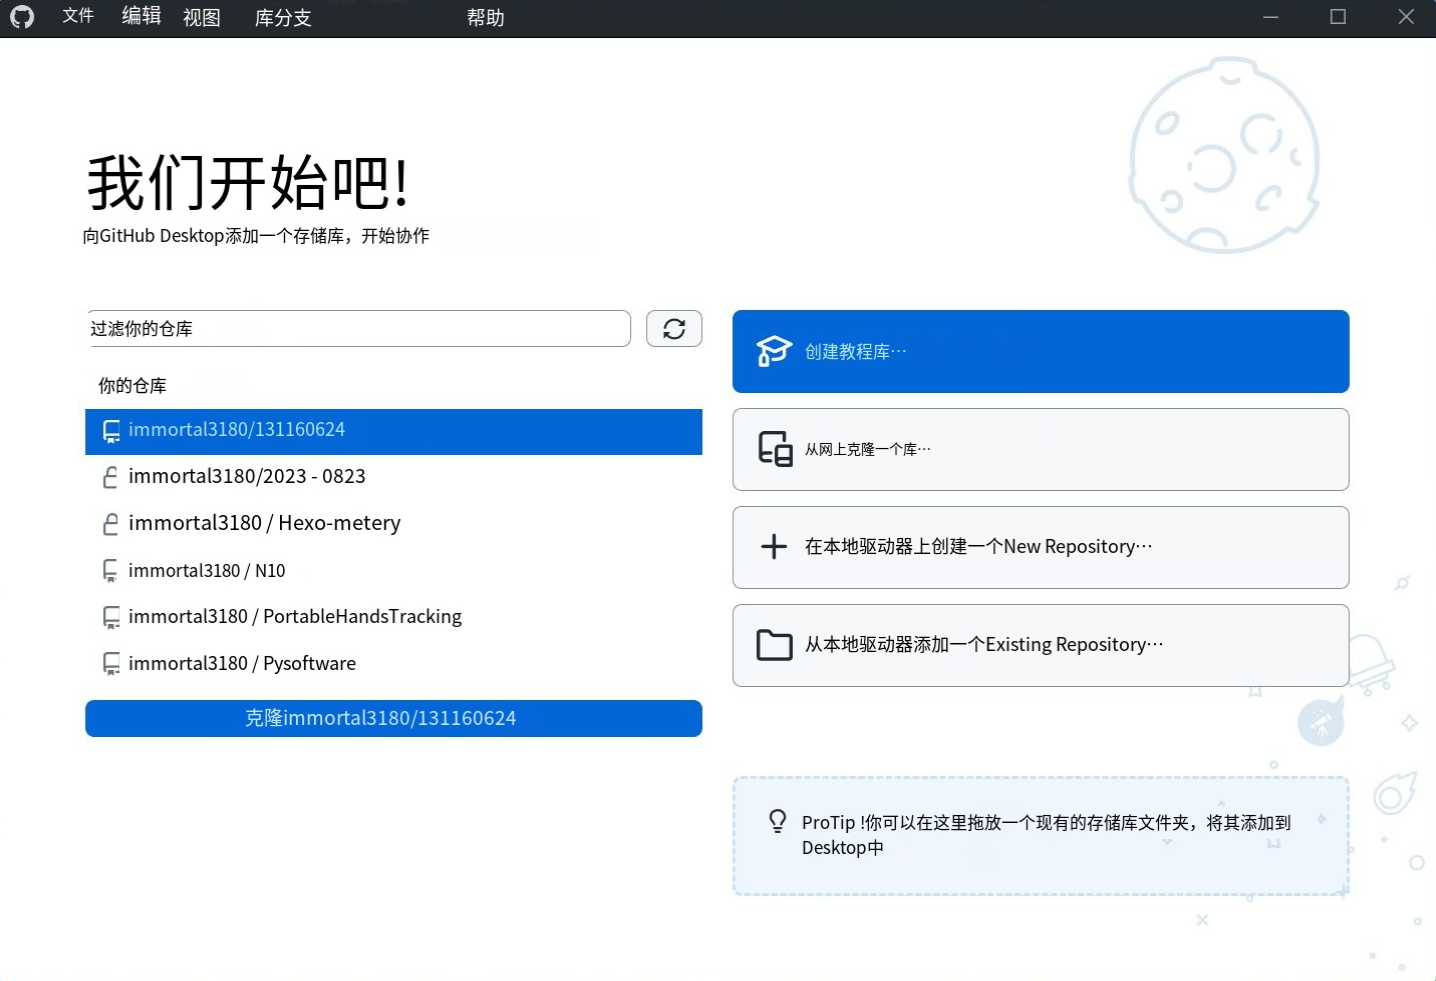 文件 编辑 视图 库分支 帮助
我们开始吧!
向GitHub Desktop添加一个存储库，开始协作
过滤你的仓库
你的仓库
immortal3180/131160624
immortal3180/2023 - 0823
immortal3180 / Hexo-metery
immortal3180 / N10
immortal3180 / PortableHandsTracking
immortal3180 / Pysoftware
克隆immortal3180/131160624
创建教程库…
从网上克隆一个库…
在本地驱动器上创建一个New Repository…
从本地驱动器添加一个Existing Repository…
ProTip !你可以在这里拖放一个现有的存储库文件夹，将其添加到
Desktop中